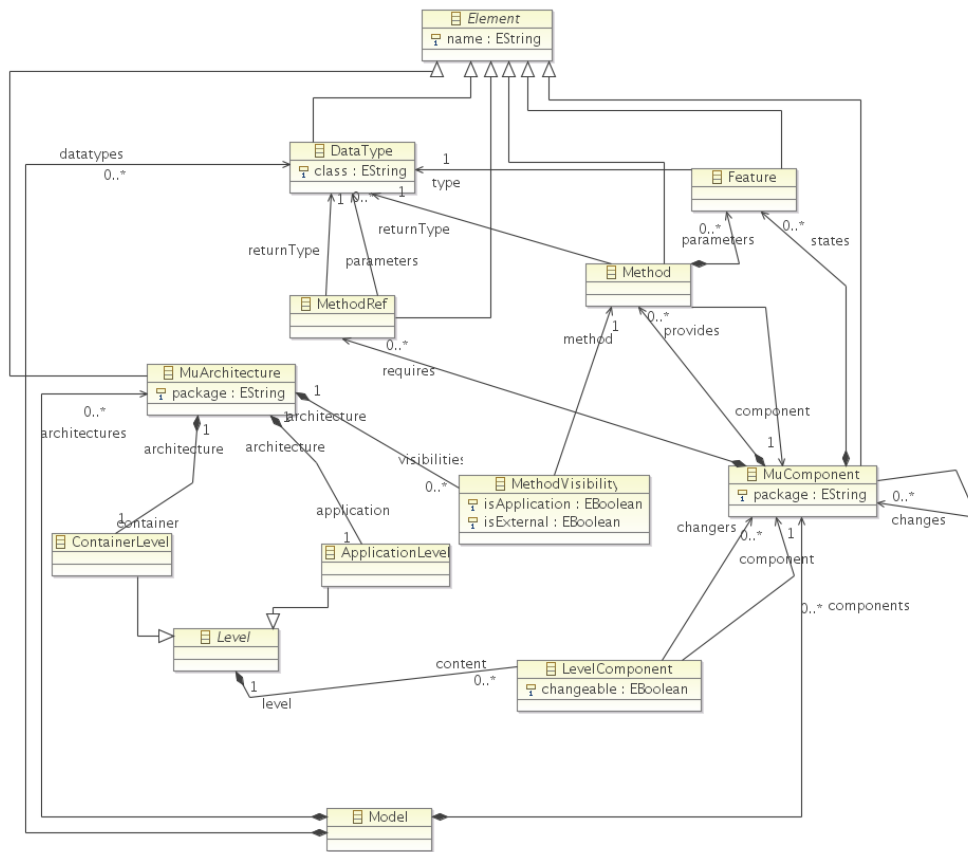 Element
name : EString
datatypes
0..*
DataType
class : EString
1
type
Feature
1
0..*
1
returnType
returnType
parameters
0..*
parameters
0..*
states
Method
MethodRef
0..*
requires
method
1
0..*
provides
MuArchitecture
package : EString
0..*
architectures
1
architecture
1
architecture
1
architecture
component
1
visibilities
0..*
MethodVisibility
isApplication : EBoolean
isExternal : EBoolean
MuComponent
package : EString
0..*
changes
application
1
container
1
ContainerLevel
ApplicationLevel
changers
0..*
1
component
0..*
components
Level
1
level
content
0..*
LevelComponent
changeable : EBoolean
Model